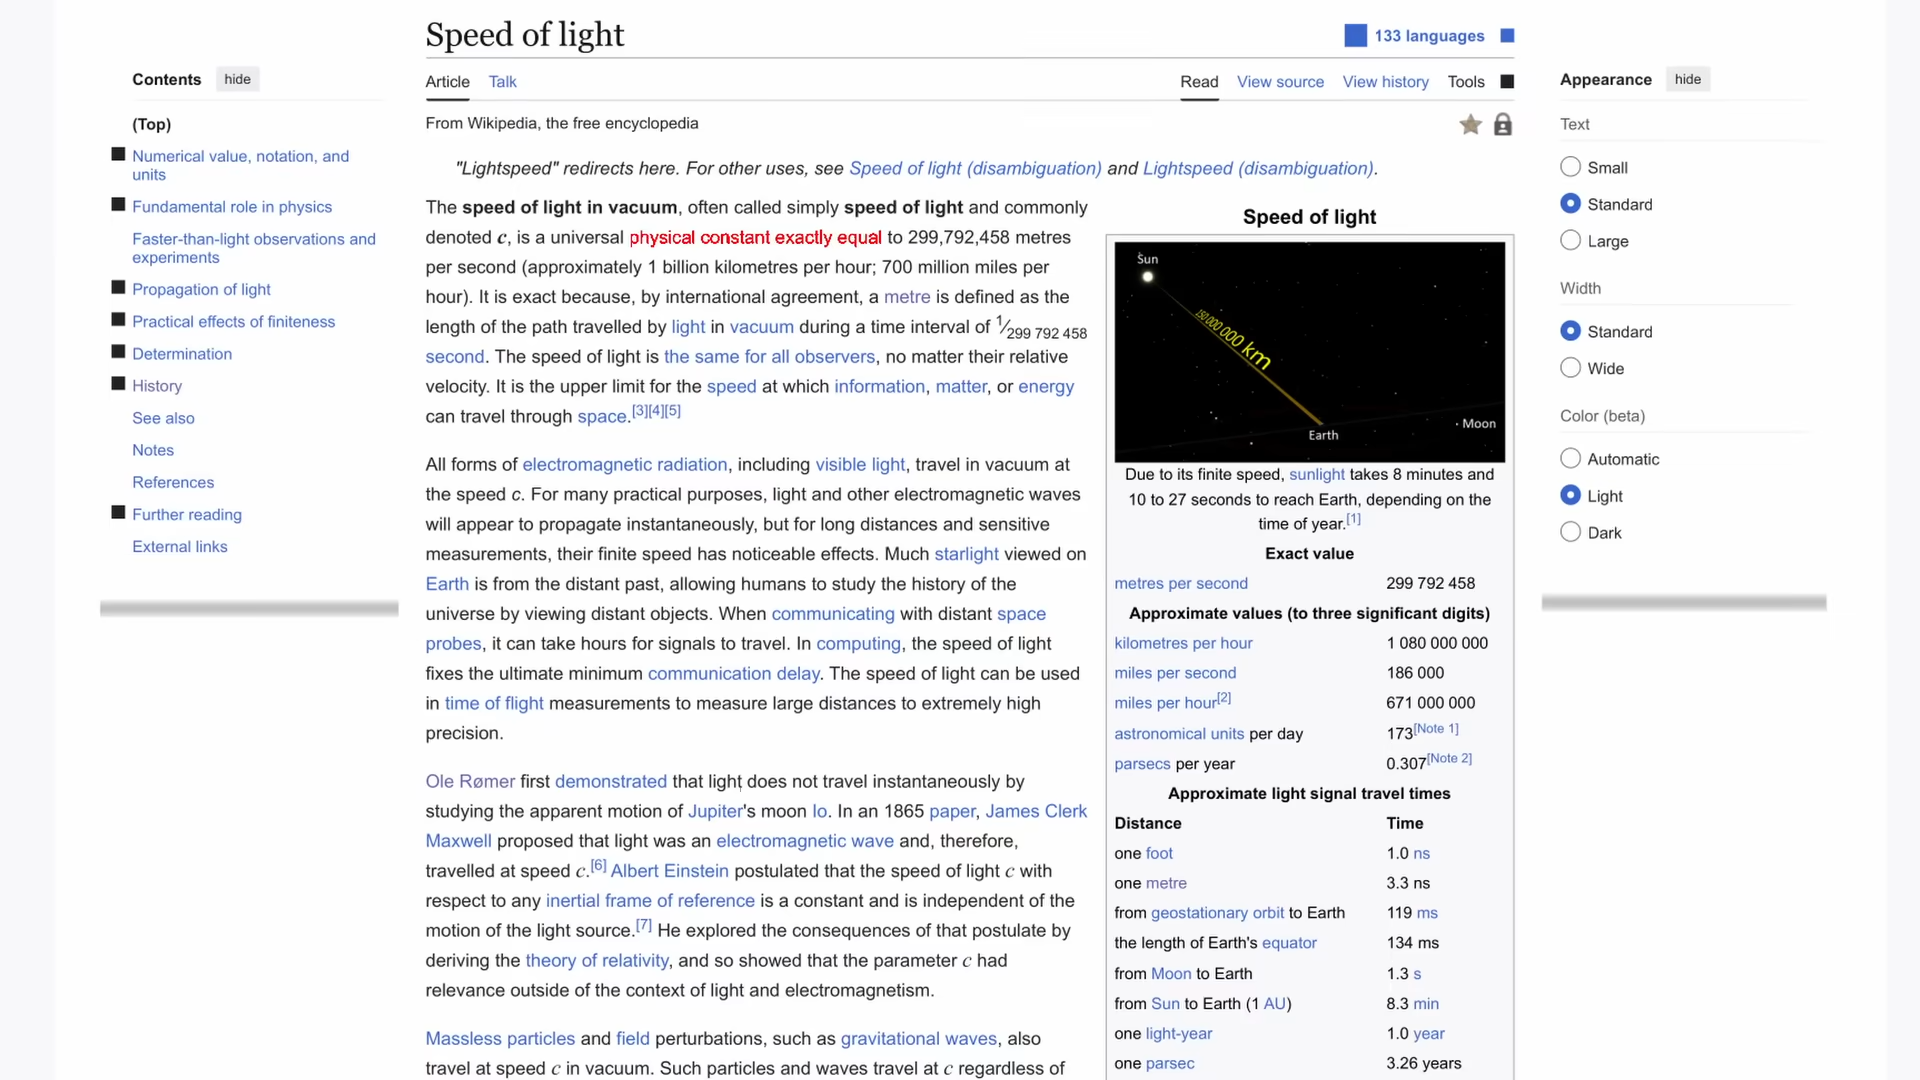 Speed of light
133 languages
Contents hide
Article Talk
Read View source View history Tools
Appearance hide
From Wikipedia, the free encyclopedia
(Top)
Numerical value, notation, and
units
Fundamental role in physics
Faster-than-light observations and
experiments
Propagation of light
Practical effects of finiteness
Determination
History
See also
Notes
References
Further reading
External links
"Lightspeed" redirects here. For other uses, see Speed of light (disambiguation) and Lightspeed (disambiguation).
The speed of light in vacuum, often called simply speed of light and commonly
denoted c, is a universal physical constant exactly equal to 299,792,458 metres
per second (approximately 1 billion kilometres per hour; 700 million miles per
hour). It is exact because, by international agreement, a metre is defined as the
length of the path travelled by light in vacuum during a time interval of 1⁄299 792 458
second. The speed of light is the same for all observers, no matter their relative
velocity. It is the upper limit for the speed at which information, matter, or energy
can travel through space.[3][4][5]
All forms of electromagnetic radiation, including visible light, travel in vacuum at
the speed c. For many practical purposes, light and other electromagnetic waves
will appear to propagate instantaneously, but for long distances and sensitive
measurements, their finite speed has noticeable effects. Much starlight viewed on
Earth is from the distant past, allowing humans to study the history of the
universe by viewing distant objects. When communicating with distant space
probes, it can take hours for signals to travel. In computing, the speed of light
fixes the ultimate minimum communication delay. The speed of light can be used
in time of flight measurements to measure large distances to extremely high
precision.
Ole Rømer first demonstrated that light does not travel instantaneously by
studying the apparent motion of Jupiter's moon Io. In an 1865 paper, James Clerk
Maxwell proposed that light was an electromagnetic wave and, therefore,
travelled at speed c.[6] Albert Einstein postulated that the speed of light c with
respect to any inertial frame of reference is a constant and is independent of the
motion of the light source.[7] He explored the consequences of that postulate by
deriving the theory of relativity, and so showed that the parameter c had
relevance outside of the context of light and electromagnetism.
Massless particles and field perturbations, such as gravitational waves, also
travel at speed c in vacuum. Such particles and waves travel at c regardless of
Speed of light
Sun
150 000 000 km
Earth
Moon
Due to its finite speed, sunlight takes 8 minutes and
10 to 27 seconds to reach Earth, depending on the
time of year.[1]
Exact value
metres per second 299 792 458
Approximate values (to three significant digits)
kilometres per hour 1 080 000 000
miles per second 186 000
miles per hour[2] 671 000 000
astronomical units per day 173[Note 1]
parsecs per year 0.307[Note 2]
Approximate light signal travel times
Distance Time
one foot 1.0 ns
one metre 3.3 ns
from geostationary orbit to Earth 119 ms
the length of Earth's equator 134 ms
from Moon to Earth 1.3 s
from Sun to Earth (1 AU) 8.3 min
one light-year 1.0 year
one parsec 3.26 years
Text
Small
Standard
Large
Width
Standard
Wide
Color (beta)
Automatic
Light
Dark